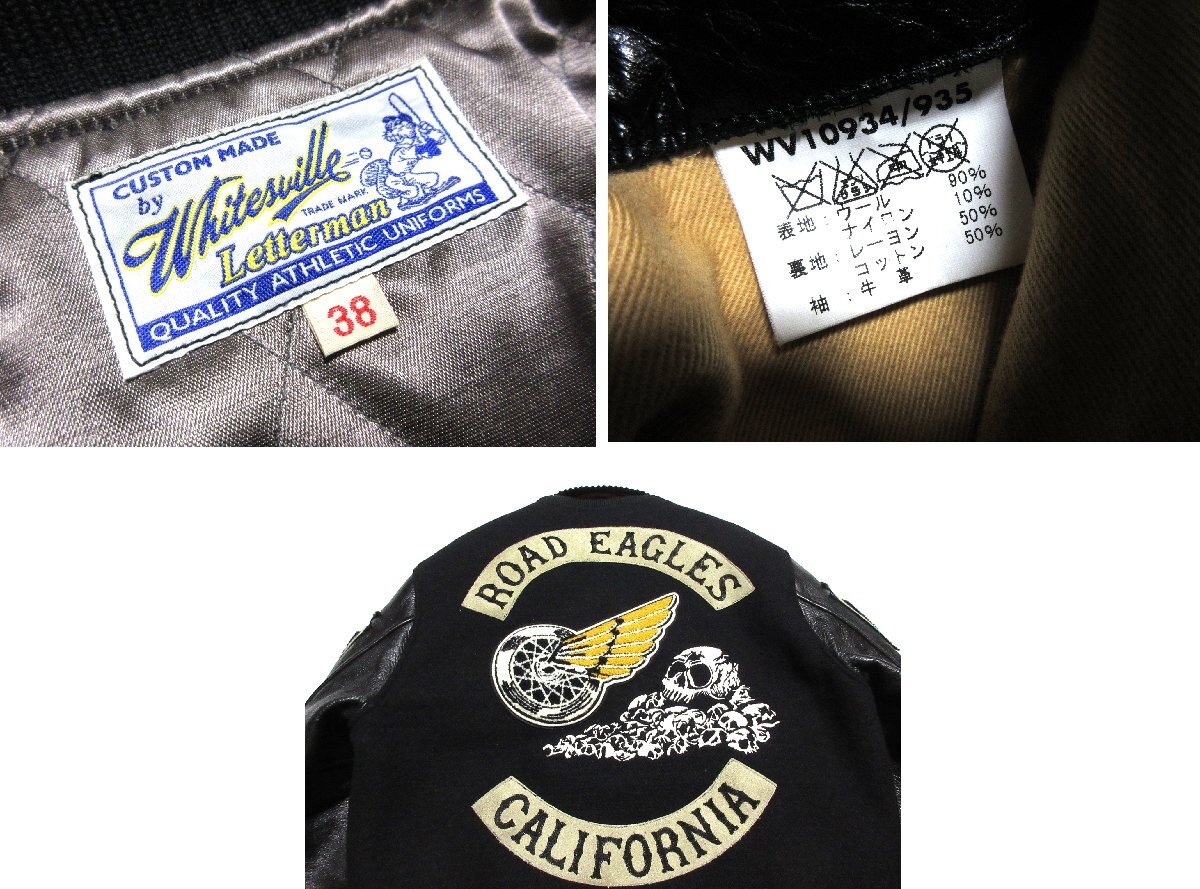 CUSTOM MADE
by
Whitesville
TRADE MARK
Letterman
QUALITY ATHLETIC UNIFORMS
38
WV10934/935
表地：ウール 90%
ナイロン 10%
裏地：レーヨン 50%
コットン 50%
袖：牛 革
ROAD EAGLES
CALIFORNIA